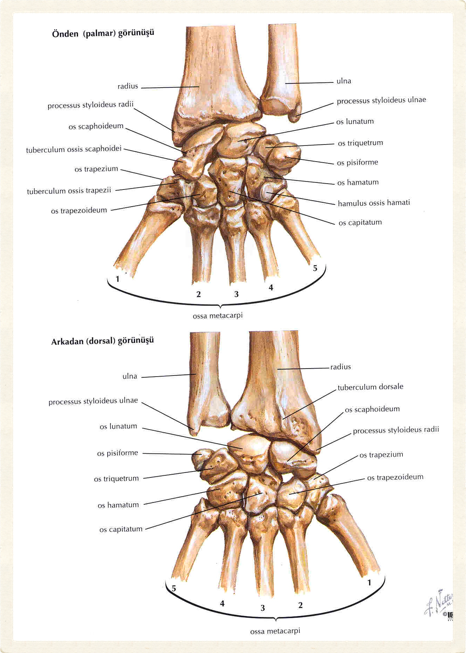 Önden (palmar) görünüşü
radius
processus styloideus radii
os scaphoideum
tuberculum ossis scaphoidei
os trapezium
tuberculum ossis trapezii
os trapezoideum
ulna
processus styloideus ulnae
os lunatum
os triquetrum
os pisiforme
os hamatum
hamulus ossis hamati
os capitatum
1
2
3
4
5
ossa metacarpi
Arkadan (dorsal) görünüşü
ulna
processus styloideus ulnae
os lunatum
os pisiforme
os triquetrum
os hamatum
os capitatum
radius
tuberculum dorsale
os scaphoideum
processus styloideus radii
os trapezium
os trapezoideum
5
4
3
2
1
ossa metacarpi